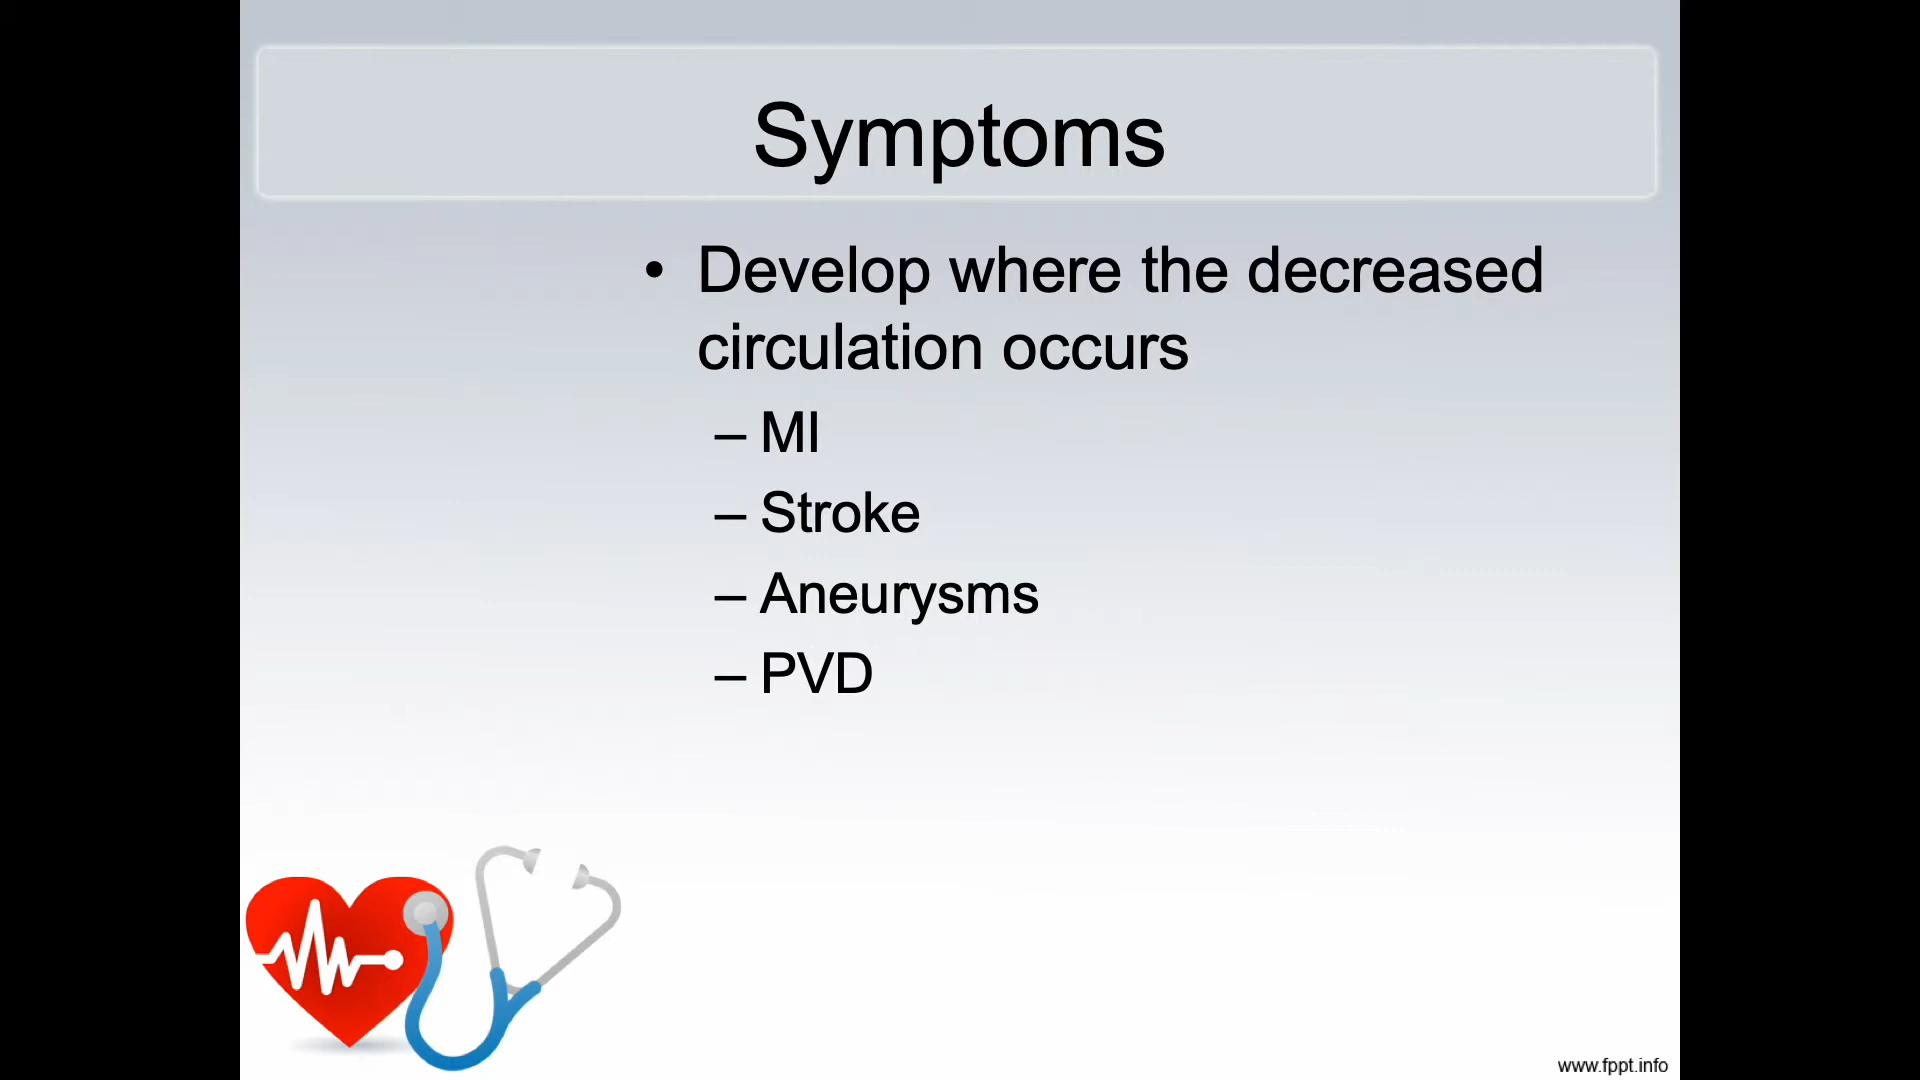 Symptoms
• Develop where the decreased
circulation occurs
– MI
– Stroke
– Aneurysms
– PVD
www.fppt.info